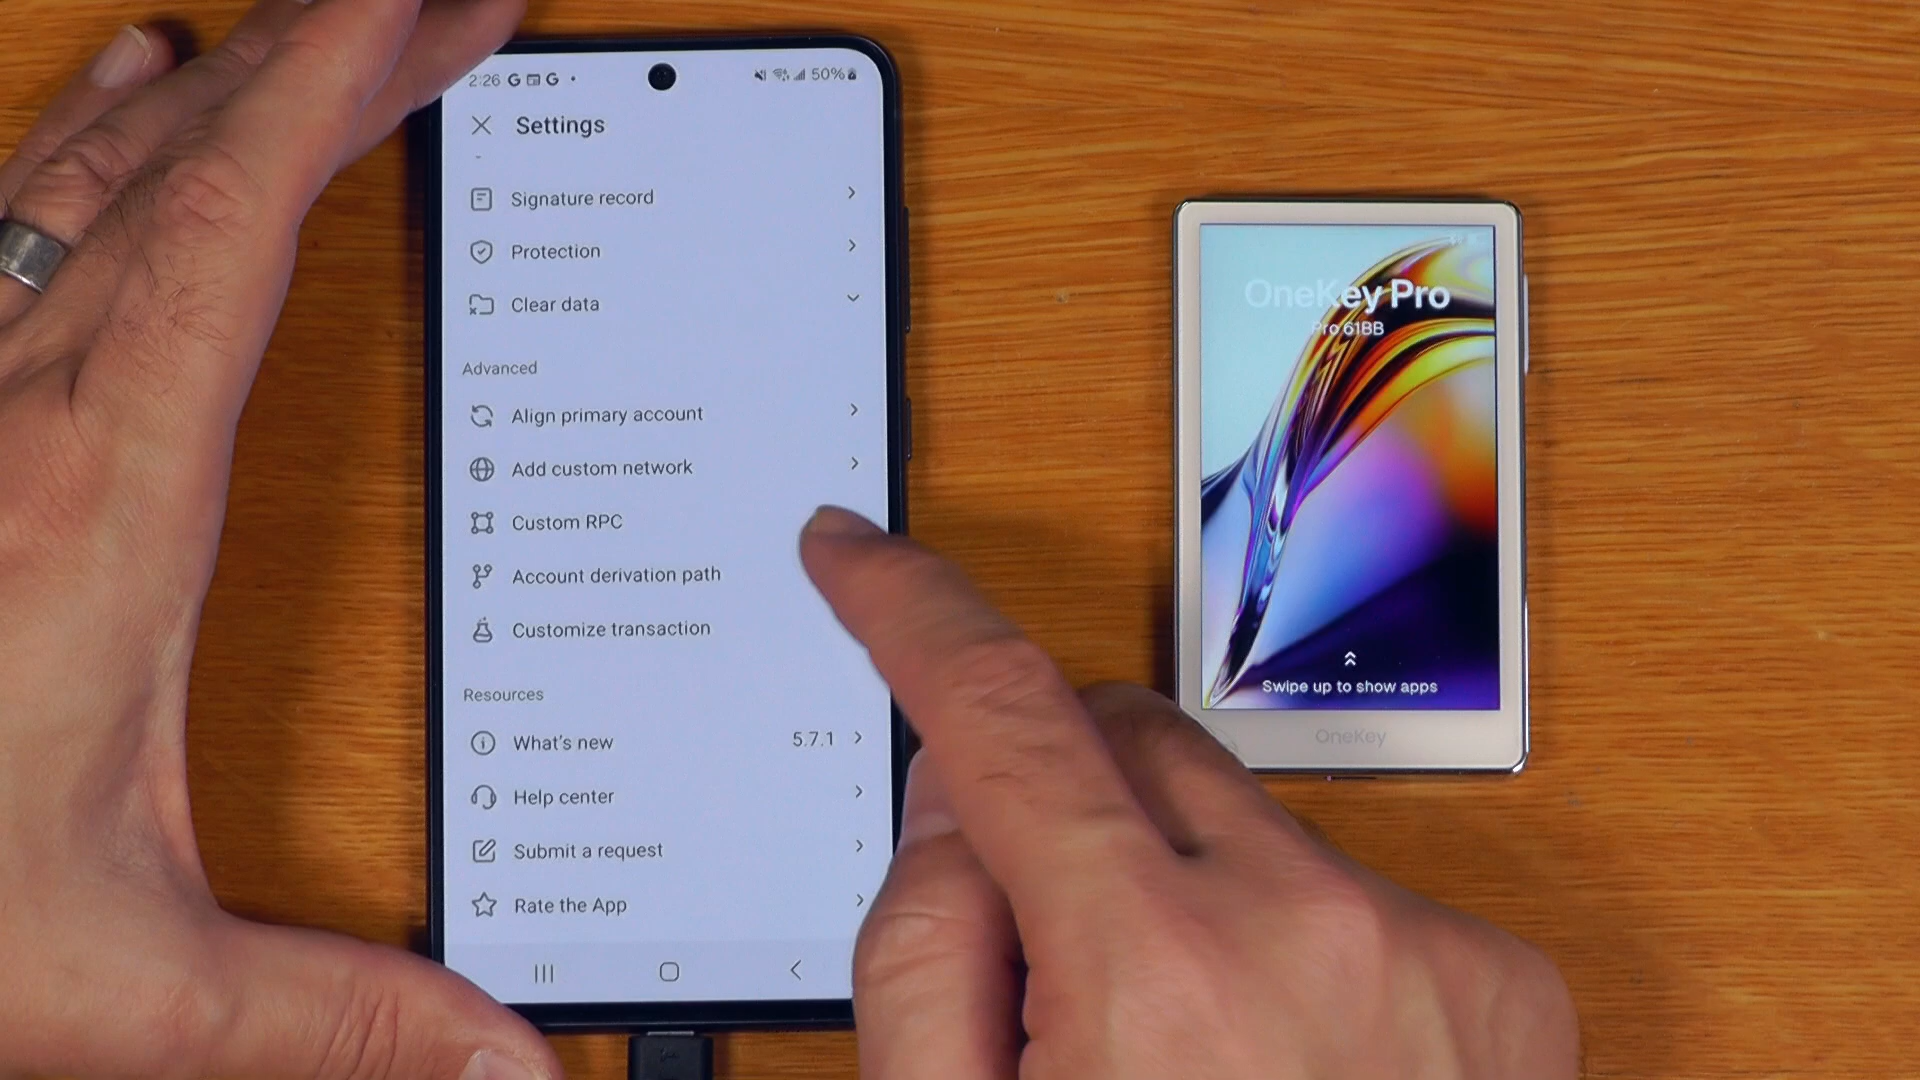 2:26 G G 50%
Settings
Signature record
Protection
Clear data
Advanced
Align primary account
Add custom network
Custom RPC
Account derivation path
Customize transaction
Resources
What's new 5.7.1
Help center
Submit a request
Rate the App
OneKey Pro
Pro 61BB
Swipe up to show apps
OneKey